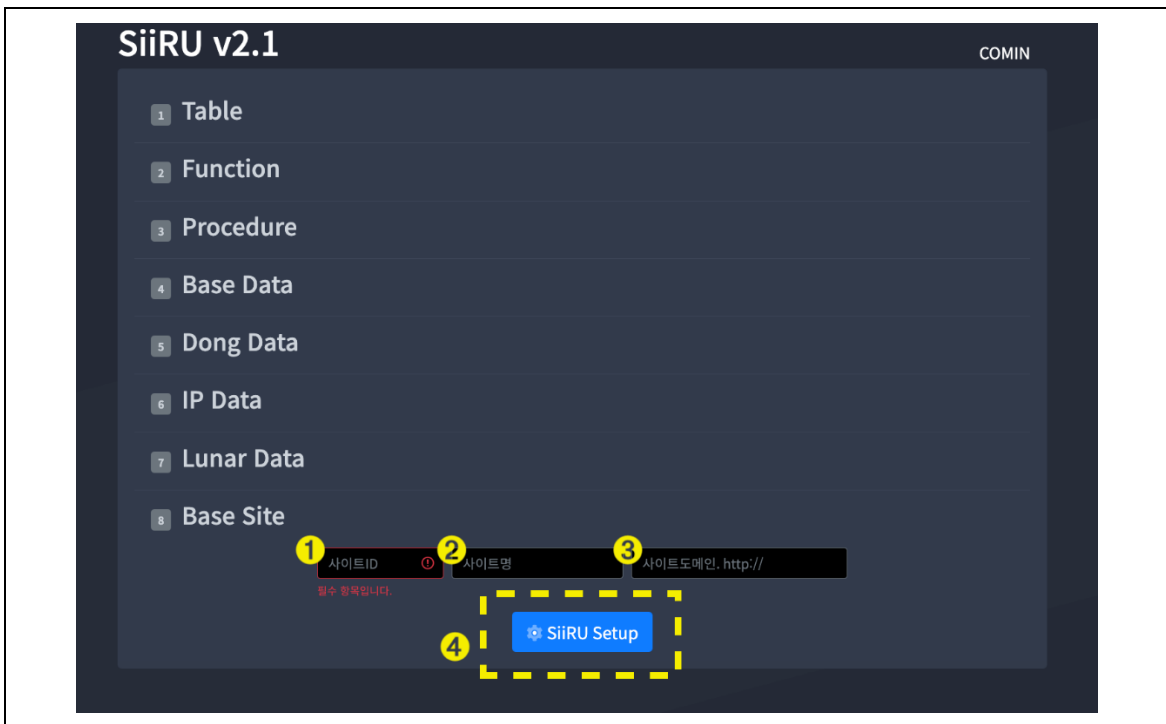 SiiRU v2.1
COMIN
1 Table
2 Function
3 Procedure
4 Base Data
5 Dong Data
6 IP Data
7 Lunar Data
8 Base Site
1 사이트ID 2 사이트명 3 사이트도메인. http://
필수 항목입니다.
4 SiiRU Setup